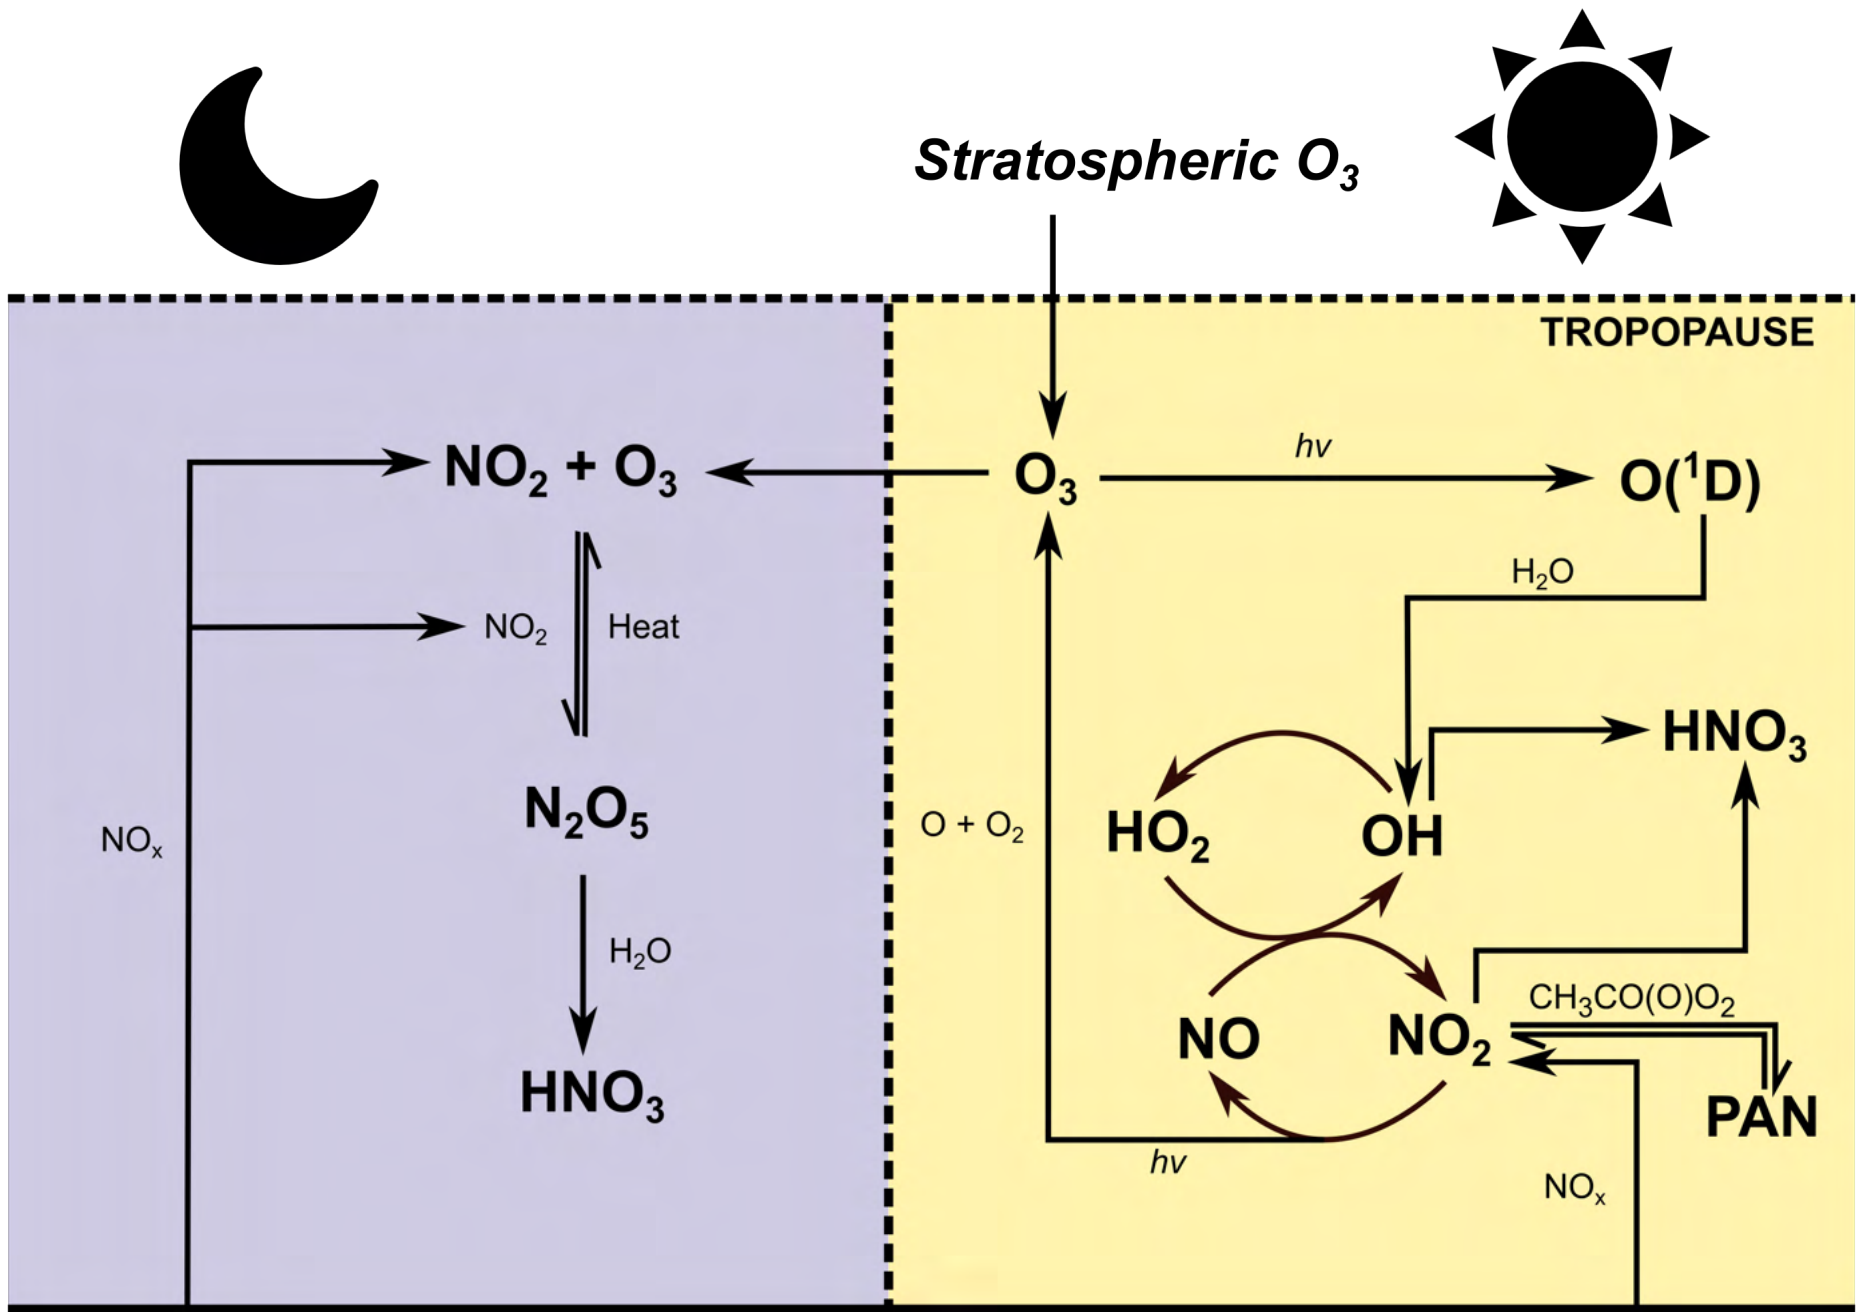 Stratospheric O₃
TROPOPAUSE
NO₂ + O₃
O₃
hv
O(¹D)
H₂O
NO₂
Heat
HNO₃
N₂O₅
NOₓ
O + O₂
HO₂
OH
H₂O
CH₃CO(O)O₂
NO
NO₂
HNO₃
PAN
hv
NOₓ